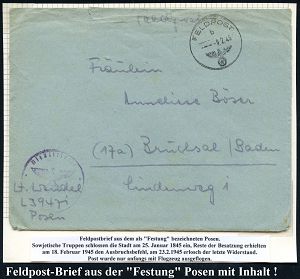 FELDPOST
b
Fräulein
Annelise Böser
(17a) Bruchsal/Baden
Lindenweg 1
Lt. Weidel
L39471
Posen
Feldpostbrief aus dem als "Festung" bezeichneten Posen.
Sowjetische Truppen schlossen die Stadt am 25. Januar 1945 ein, Reste der Besatzung erhielten
am 18. Februar 1945 den Ausbruchsbefehl, am 23.2.1945 erlosch der letzte Widerstand.
Post wurde nur anfangs mit Flugzeug ausgeflogen.
Feldpost-Brief aus der "Festung" Posen mit Inhalt !